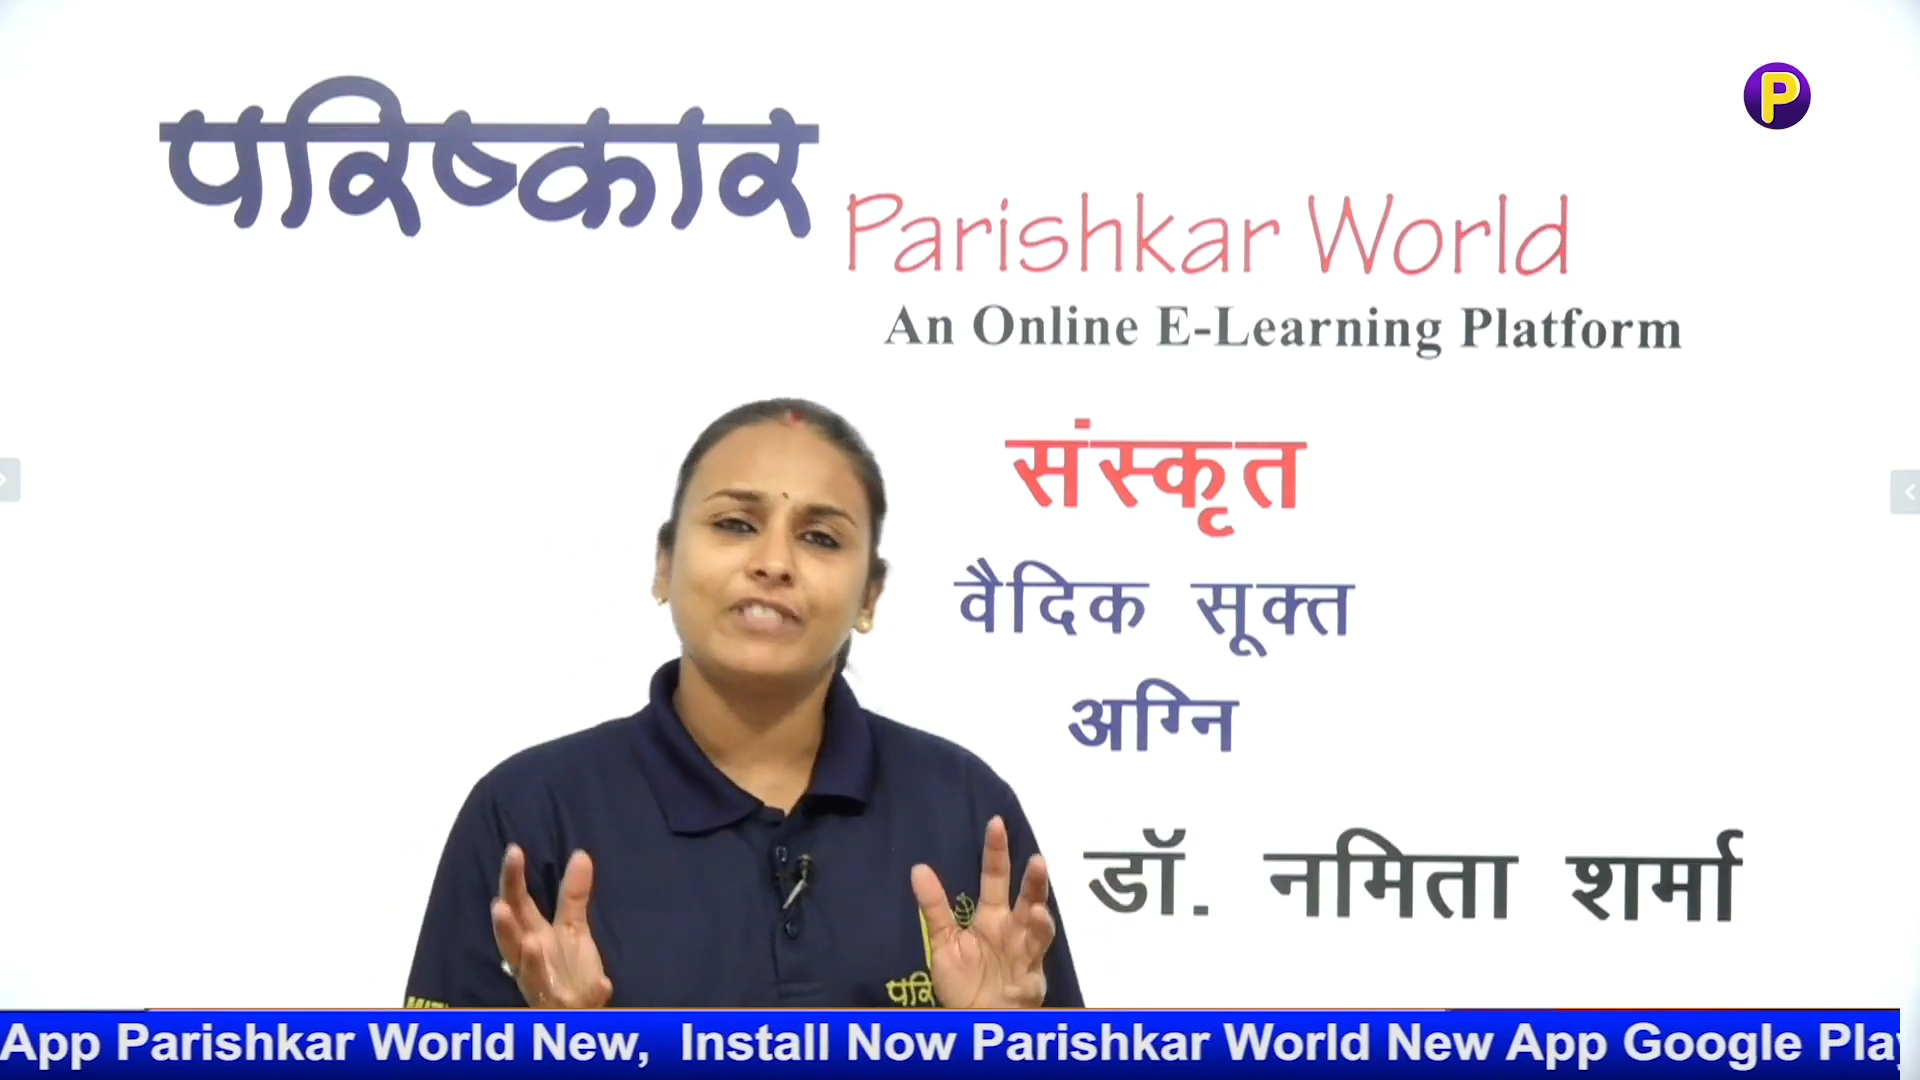 परिष्कार
P
Parishkar World
An Online E-Learning Platform
संस्कृत
वैदिक सूक्त
अग्नि
डॉ. नमिता शर्मा
परि
App Parishkar World New, Install Now Parishkar World New App Google Play